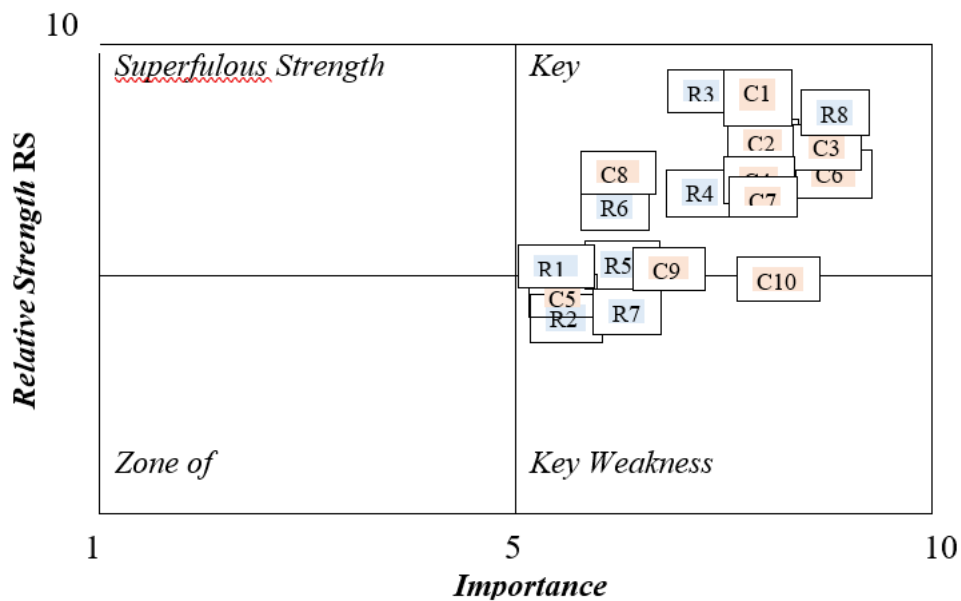 10
Superfulous Strength
Key
R3
C1
R8
C2
C3
C8
C6
R4
C7
R6
R1
R5
C9
C10
C5
R2
R7
Relative Strength RS
Zone of
Key Weakness
1
5
10
Importance